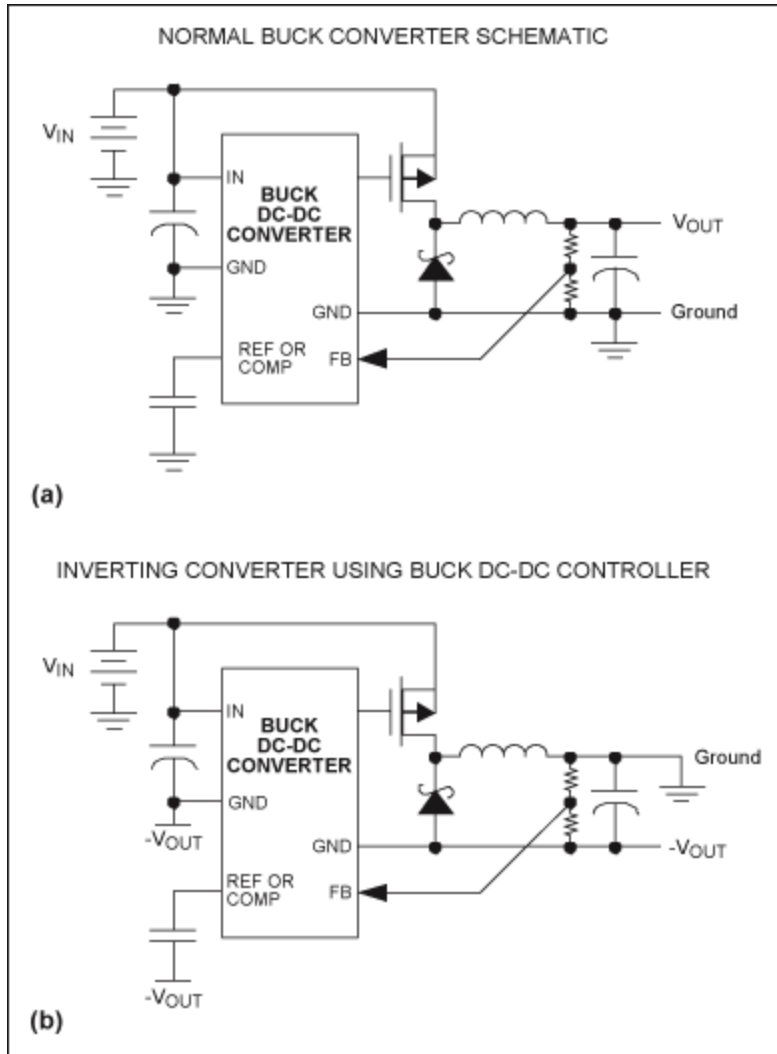 NORMAL BUCK CONVERTER SCHEMATIC
VIN
IN
BUCK
DC-DC
CONVERTER
VOUT
GND
GND
Ground
REF OR
COMP
FB
(a)
INVERTING CONVERTER USING BUCK DC-DC CONTROLLER
VIN
IN
BUCK
DC-DC
CONVERTER
Ground
GND
-VOUT
GND
-VOUT
REF OR
COMP
FB
-VOUT
(b)